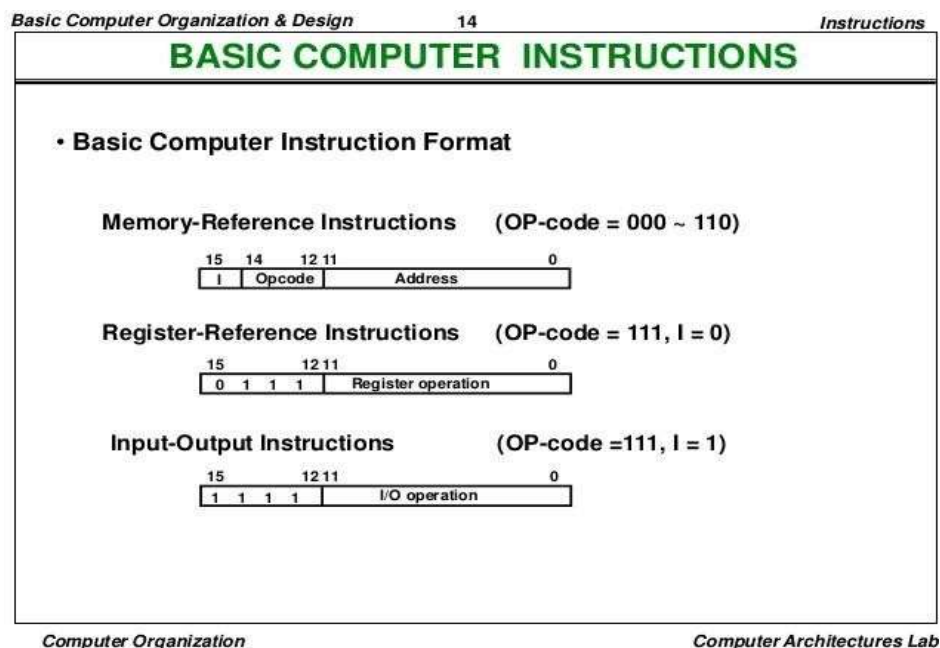 Basic Computer Organization & Design 14 Instructions
BASIC COMPUTER INSTRUCTIONS
• Basic Computer Instruction Format
Memory-Reference Instructions (OP-code = 000 ~ 110)
15 14 12 11 0
I Opcode Address
Register-Reference Instructions (OP-code = 111, I = 0)
15 12 11 0
0 1 1 1 Register operation
Input-Output Instructions (OP-code =111, I = 1)
15 12 11 0
1 1 1 1 I/O operation
Computer Organization Computer Architectures Lab